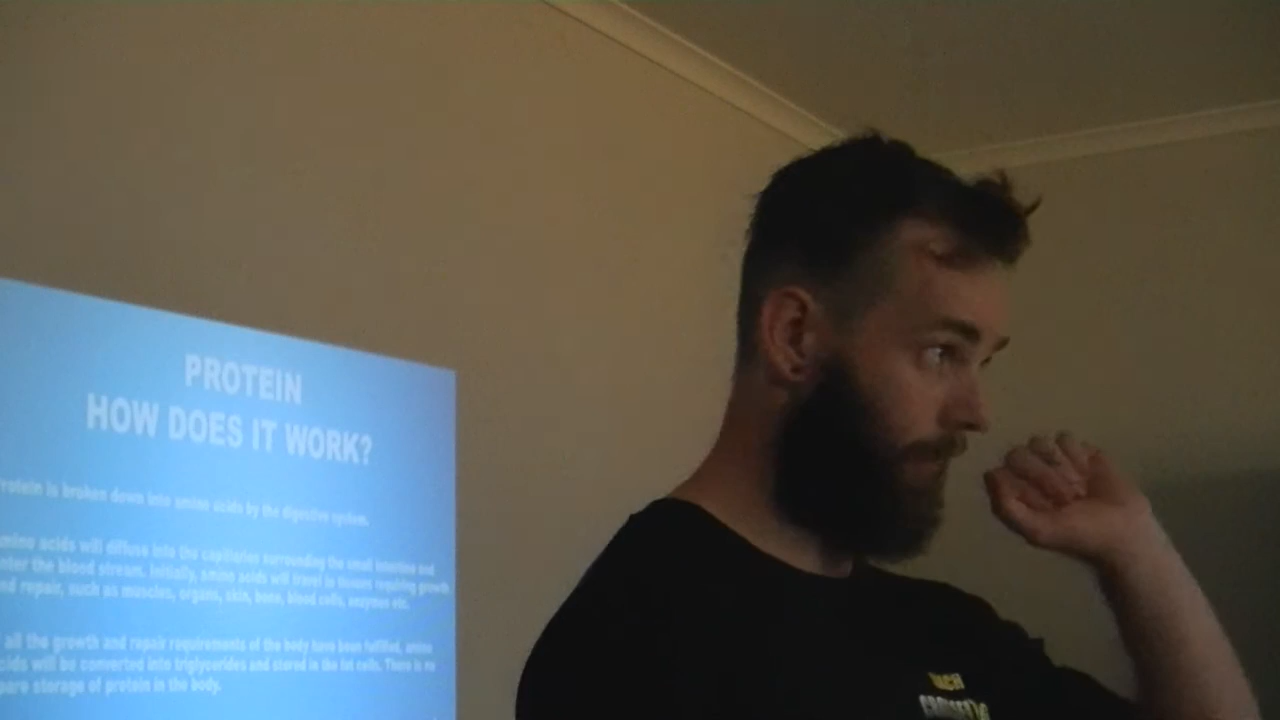 PROTEIN
HOW DOES IT WORK?
rotein is broken down into amino acids by the digestive system.
mino acids will diffuse into the capillaries surrounding the small intestine and
nter the blood stream. Initially, amino acids will travel to tissues requiring growth
nd repair, such as muscles, organs, skin, bone, blood cells, enzymes etc.
all the growth and repair requirements of the body have been fulfilled, amino
cids will be converted into triglycerides and stored in the fat cells. There is no
pare storage of protein in the body.